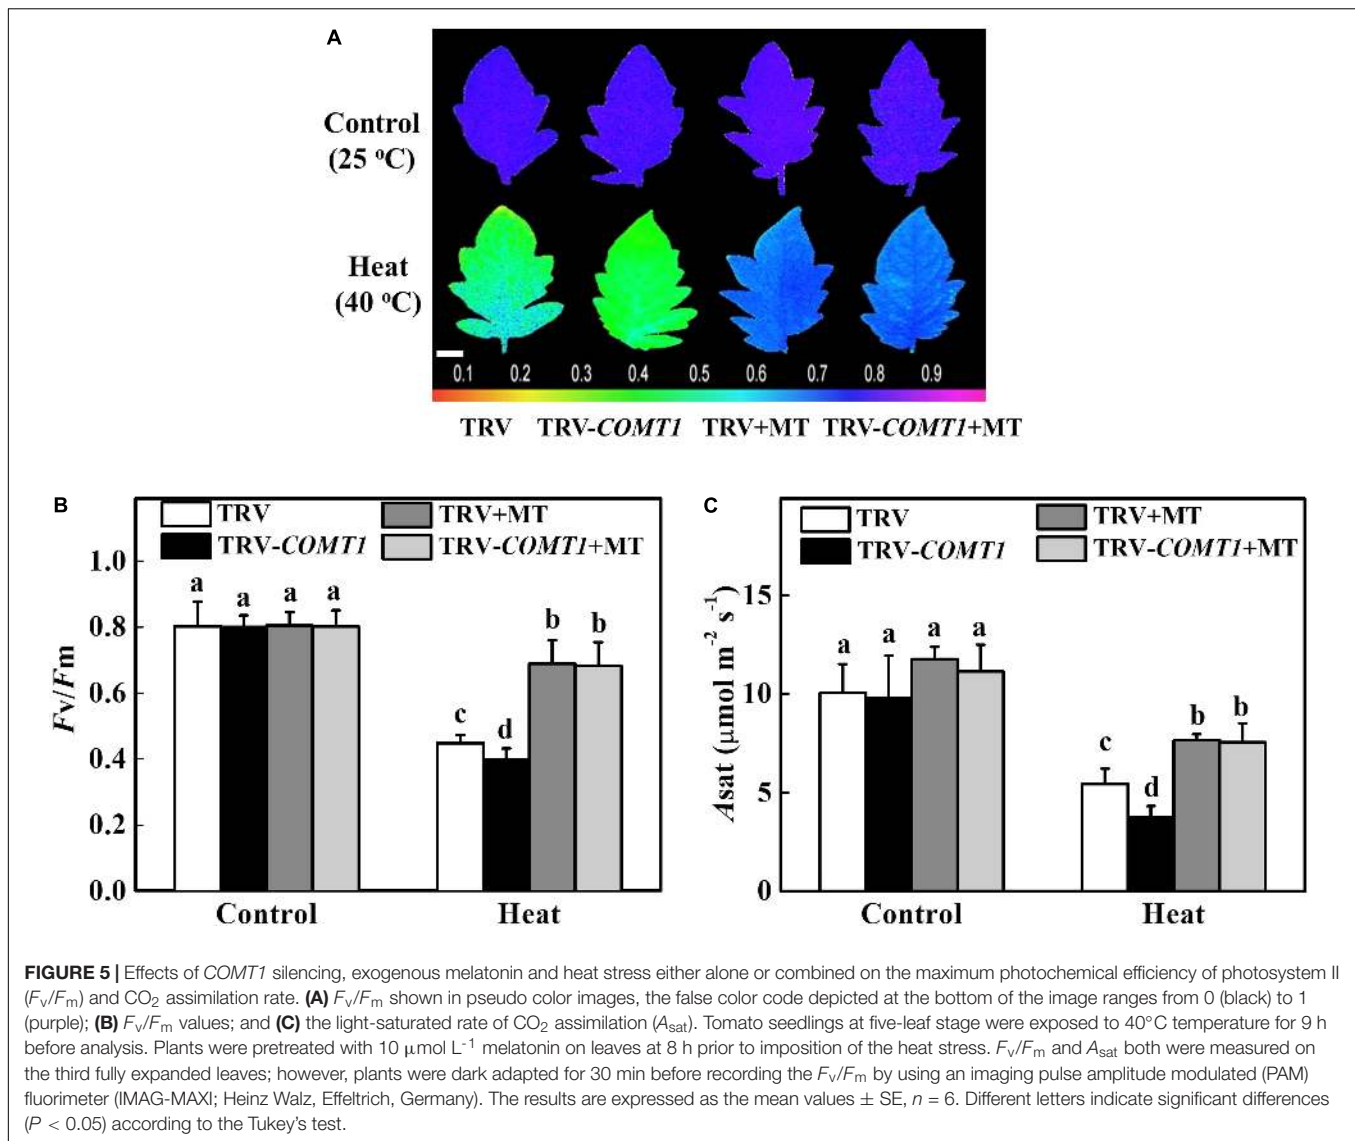 A
Control
(25 °C)
Heat
(40 °C)
0.1 0.2 0.3 0.4 0.5 0.6 0.7 0.8 0.9
TRV TRV-COMT1 TRV+MT TRV-COMT1+MT
B
TRV TRV+MT
TRV-COMT1 TRV-COMT1+MT
1.0
0.8
0.6
0.4
0.2
0.0
Fv/Fm
a a a a
c d b b
Control Heat
C
TRV TRV+MT
TRV-COMT1 TRV-COMT1+MT
15
10
5
0
Asat (μmol m-2 s-1)
a a a a
c d b b
Control Heat
FIGURE 5 | Effects of COMT1 silencing, exogenous melatonin and heat stress either alone or combined on the maximum photochemical efficiency of photosystem II
(Fv/Fm) and CO2 assimilation rate. (A) Fv/Fm shown in pseudo color images, the false color code depicted at the bottom of the image ranges from 0 (black) to 1
(purple); (B) Fv/Fm values; and (C) the light-saturated rate of CO2 assimilation (Asat). Tomato seedlings at five-leaf stage were exposed to 40°C temperature for 9 h
before analysis. Plants were pretreated with 10 μmol L-1 melatonin on leaves at 8 h prior to imposition of the heat stress. Fv/Fm and Asat both were measured on
the third fully expanded leaves; however, plants were dark adapted for 30 min before recording the Fv/Fm by using an imaging pulse amplitude modulated (PAM)
fluorimeter (IMAG-MAXI; Heinz Walz, Effeltrich, Germany). The results are expressed as the mean values ± SE, n = 6. Different letters indicate significant differences
(P < 0.05) according to the Tukey's test.